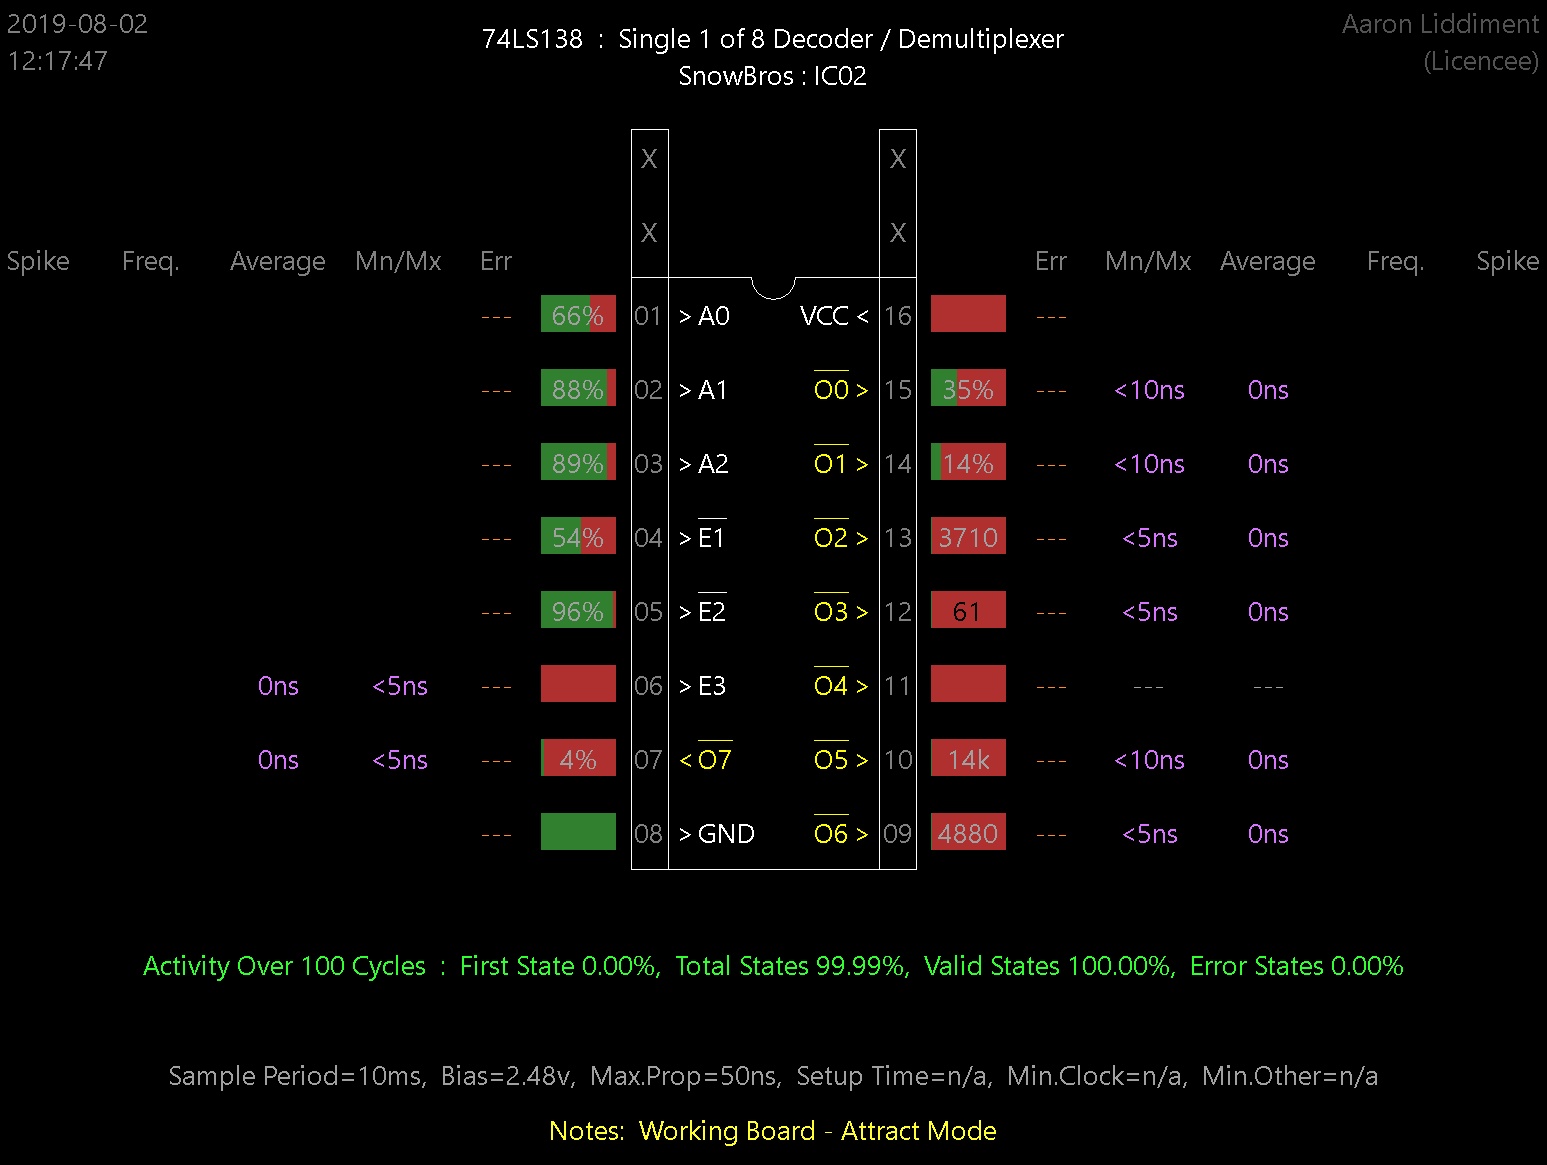 2019-08-02
12:17:47
74LS138 : Single 1 of 8 Decoder / Demultiplexer
SnowBros : IC02
Aaron Liddiment
(Licencee)
X X
X X
Spike Freq. Average Mn/Mx Err Err Mn/Mx Average Freq. Spike
--- 66% 01 > A0 VCC < 16 ---
--- 88% 02 > A1 O0 > 15 35% --- <10ns 0ns
--- 89% 03 > A2 O1 > 14 14% --- <10ns 0ns
--- 54% 04 > E1 O2 > 13 3710 --- <5ns 0ns
--- 96% 05 > E2 O3 > 12 61 --- <5ns 0ns
0ns <5ns --- 06 > E3 O4 > 11 --- --- ---
0ns <5ns --- 4% 07 < O7 O5 > 10 14k --- <10ns 0ns
--- 08 > GND O6 > 09 4880 --- <5ns 0ns
Activity Over 100 Cycles : First State 0.00%, Total States 99.99%, Valid States 100.00%, Error States 0.00%
Sample Period=10ms, Bias=2.48v, Max.Prop=50ns, Setup Time=n/a, Min.Clock=n/a, Min.Other=n/a
Notes: Working Board - Attract Mode